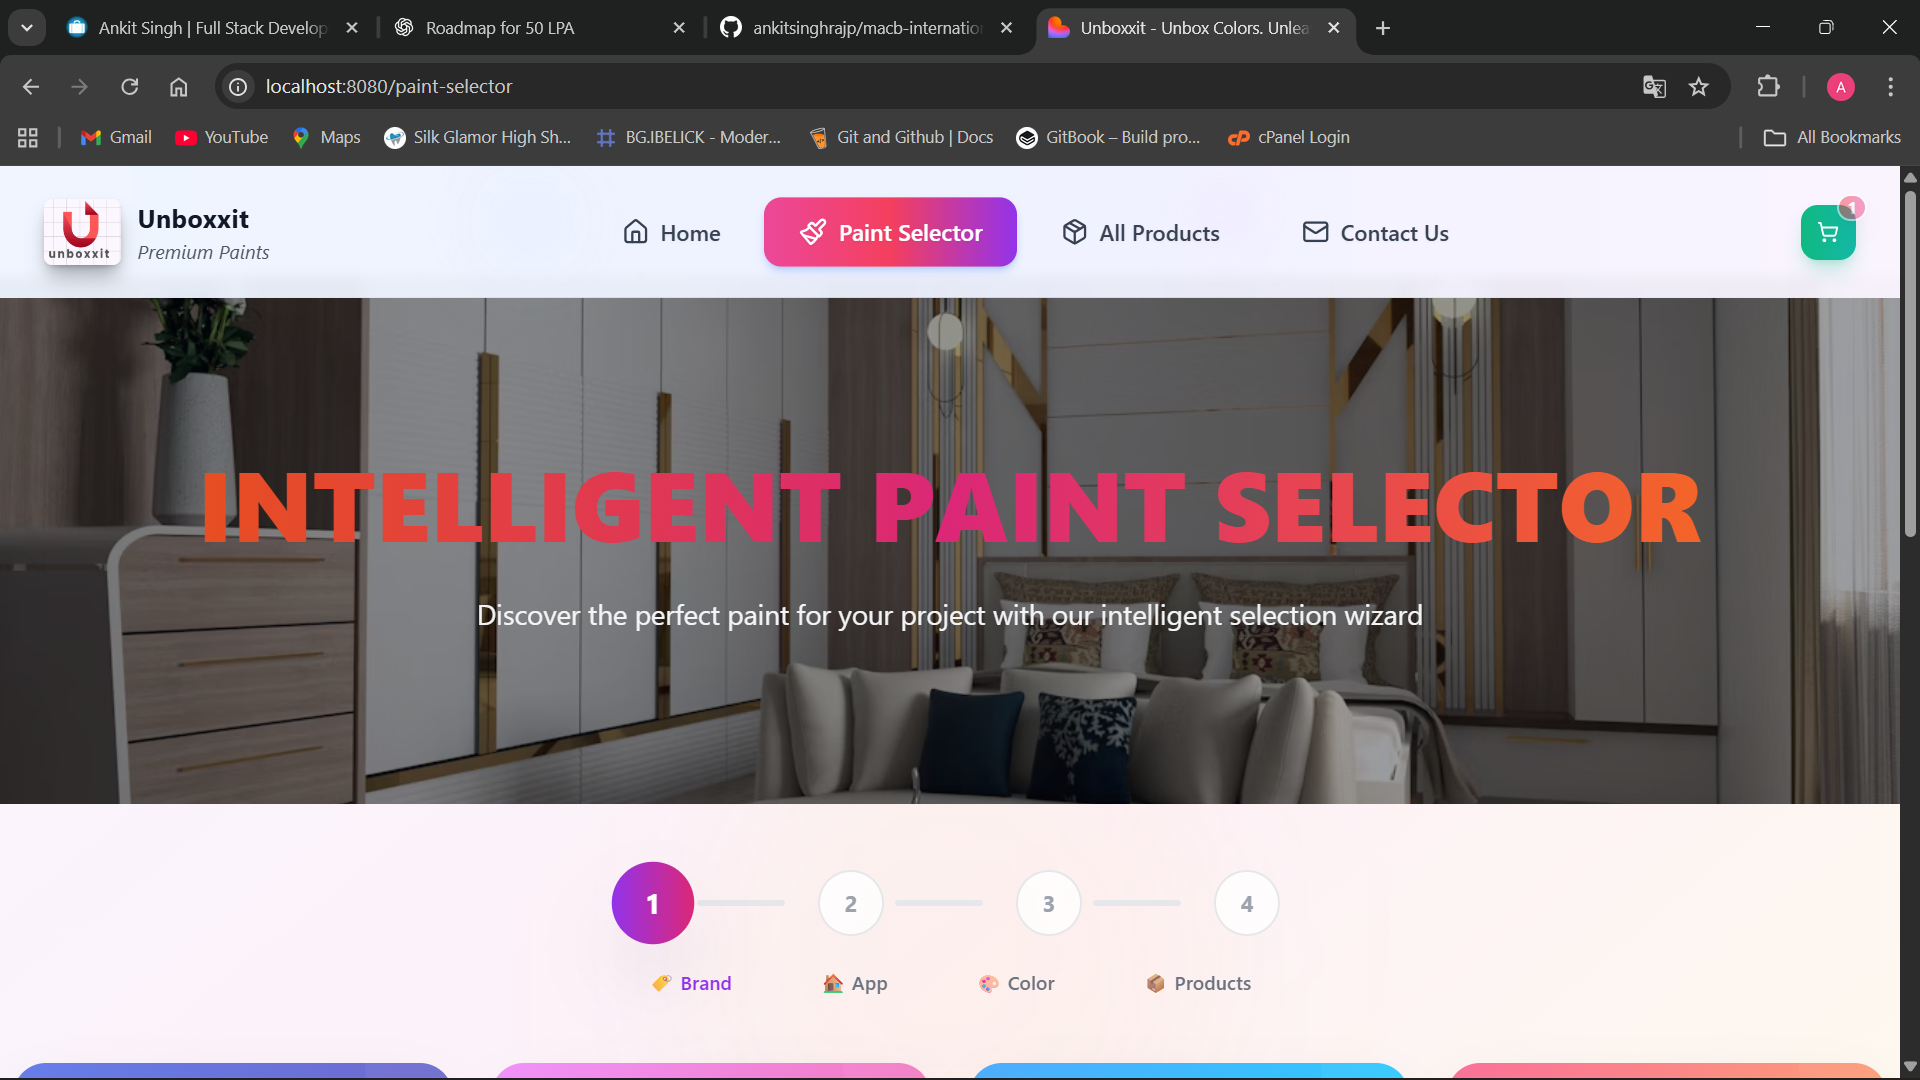 Ankit Singh | Full Stack Develop
Roadmap for 50 LPA
ankitsinghrajp/macb-internation
Unboxxit - Unbox Colors. Unlea
localhost:8080/paint-selector
A
Gmail
YouTube
Maps
Silk Glamor High Sh...
BG.IBELICK - Moder...
Git and Github | Docs
GitBook – Build pro...
cPanel Login
All Bookmarks
unboxxit
Unboxxit
Premium Paints
Home
Paint Selector
All Products
Contact Us
1
INTELLIGENT PAINT SELECTOR
Discover the perfect paint for your project with our intelligent selection wizard
1
2
3
4
Brand
App
Color
Products